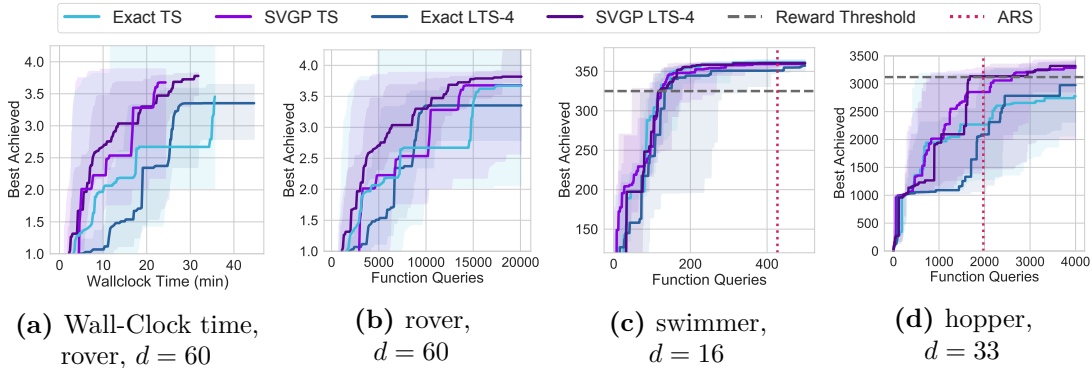 Exact TS SVGP TS Exact LTS-4 SVGP LTS-4 Reward Threshold ARS
Best Achieved
4.0
3.5
3.0
2.5
2.0
1.5
1.0
0 10 20 30 40
Wallclock Time (min)
Best Achieved
4.0
3.5
3.0
2.5
2.0
1.5
1.0
0 5000 10000 15000 20000
Function Queries
Best Achieved
350
300
250
200
150
0 200 400
Function Queries
Best Achieved
3500
3000
2500
2000
1500
1000
500
0
0 1000 2000 3000 4000
Function Queries
(a) Wall-Clock time,
rover, d = 60
(b) rover,
d = 60
(c) swimmer,
d = 16
(d) hopper,
d = 33